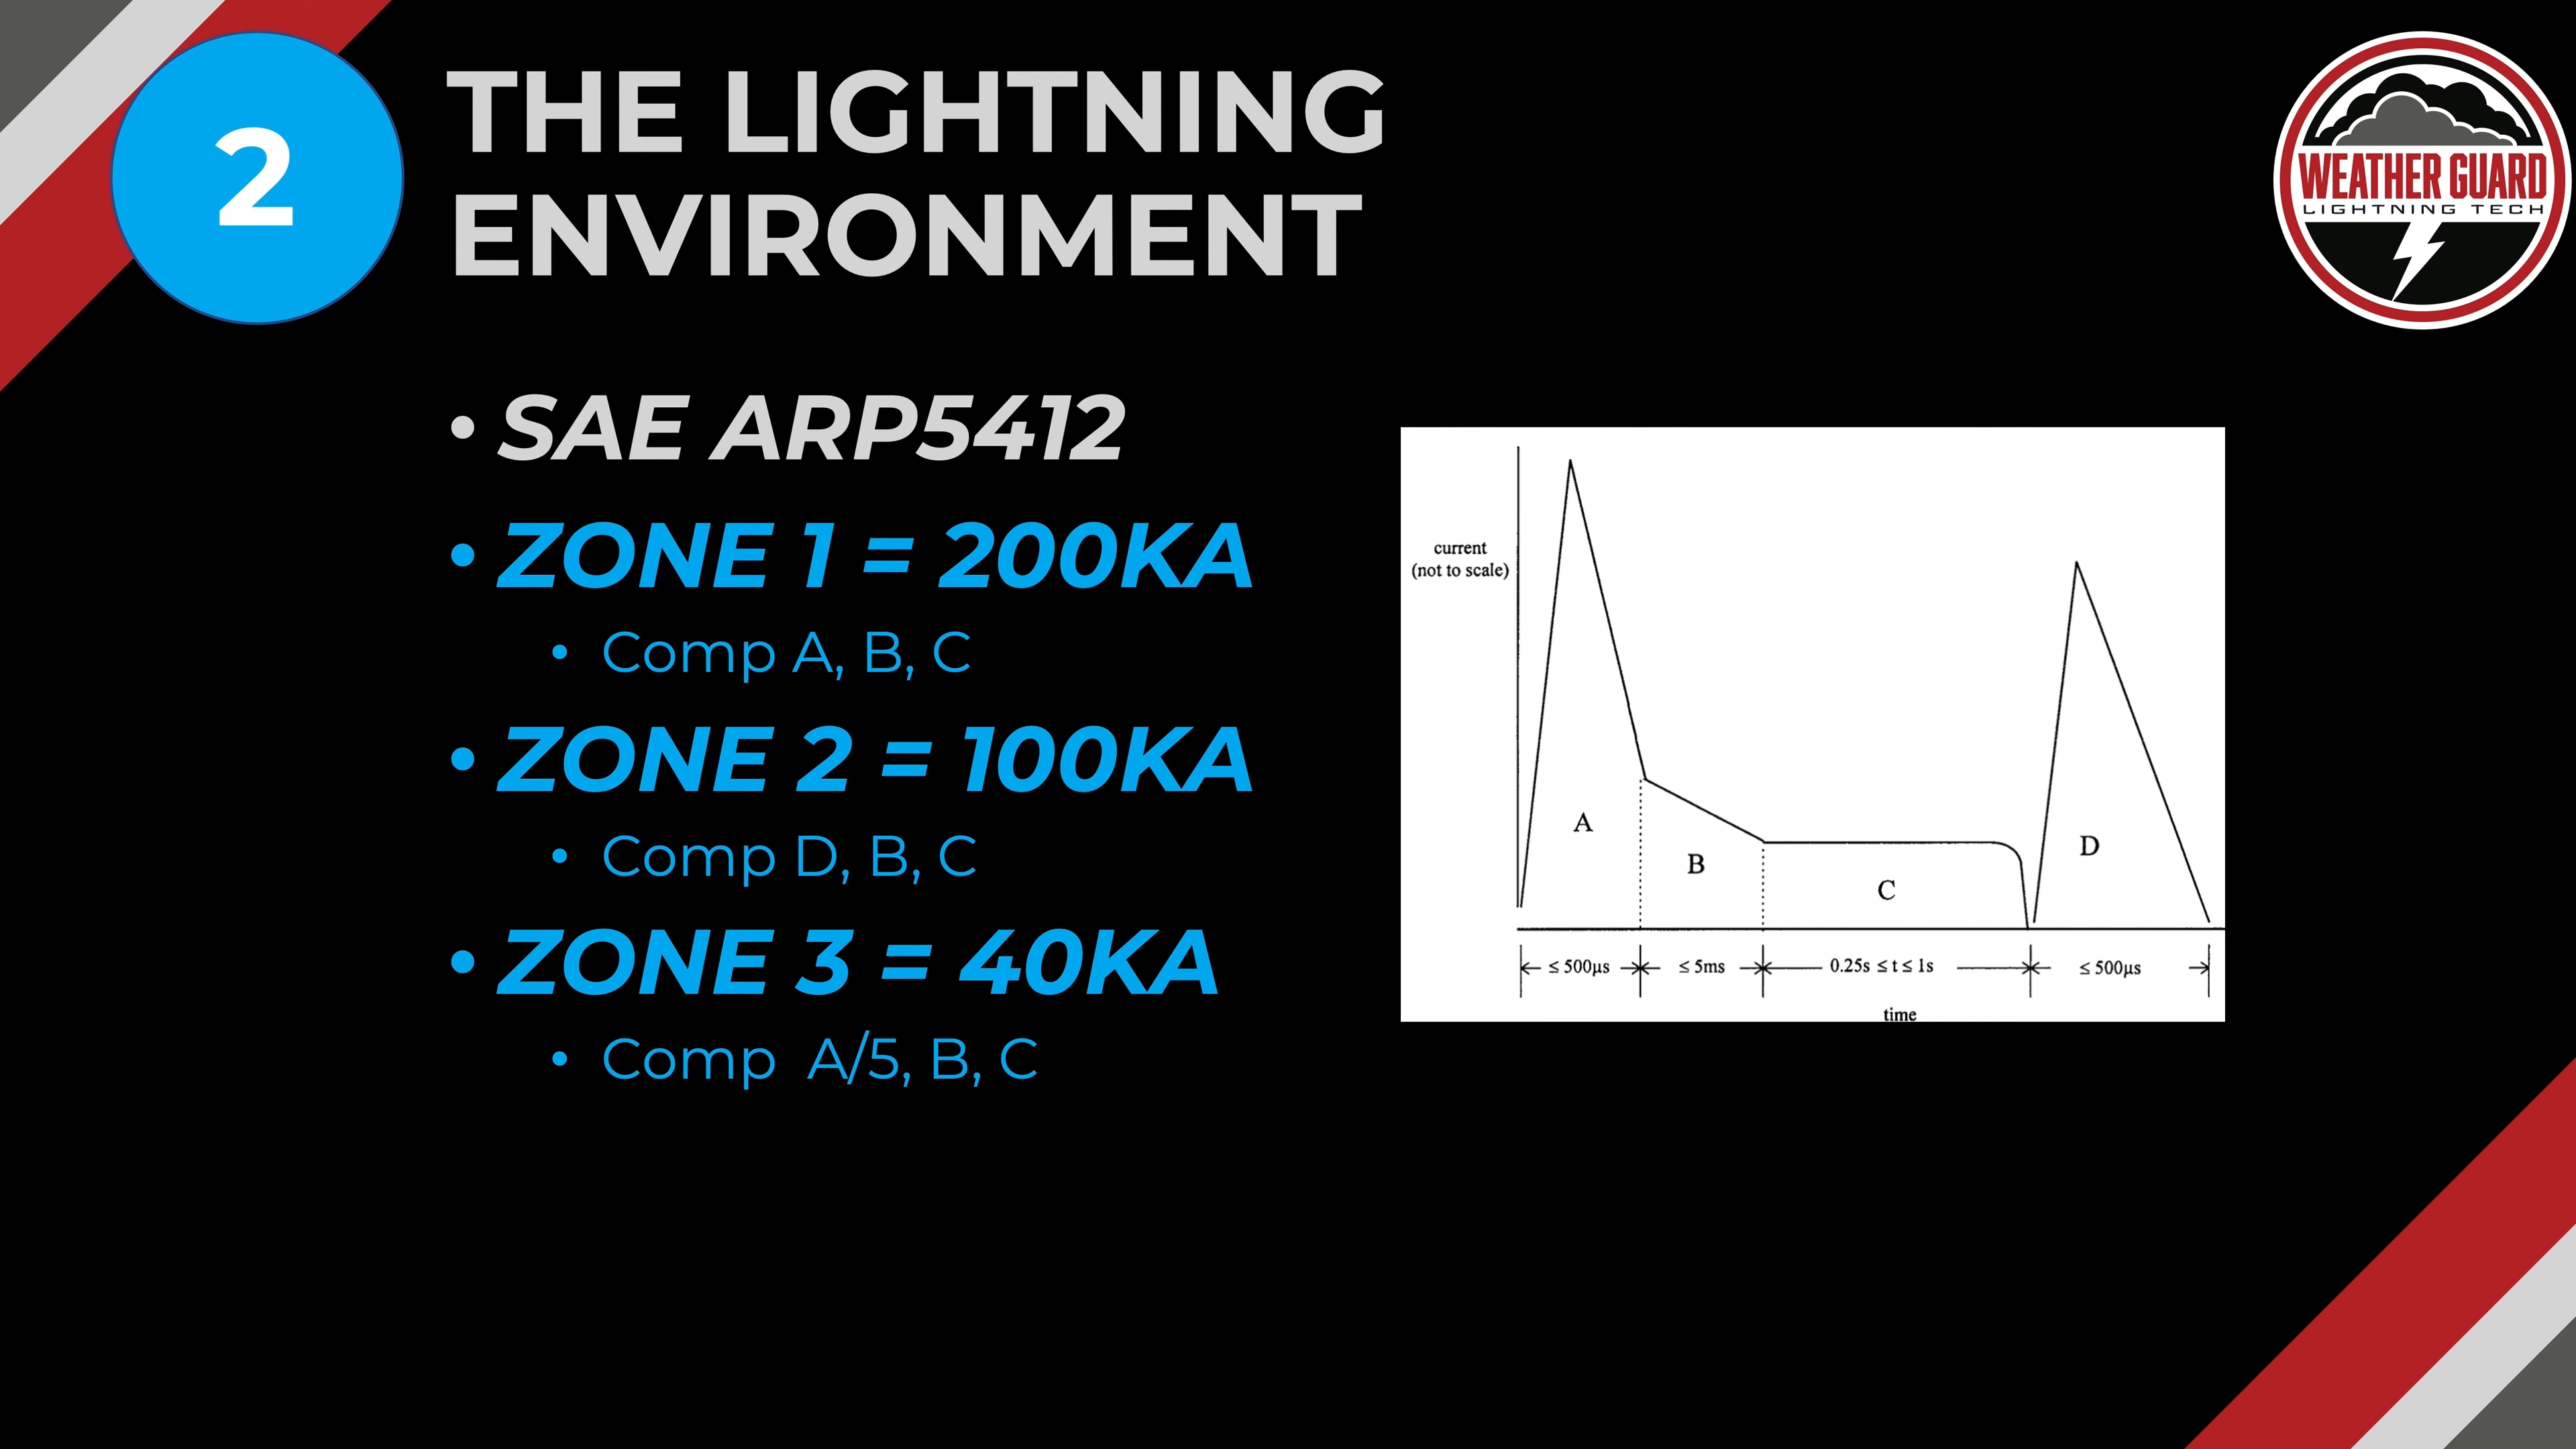 2
THE LIGHTNING
ENVIRONMENT
WEATHER GUARD
LIGHTNING TECH
• SAE ARP5412
• ZONE 1 = 200KA
• Comp A, B, C
• ZONE 2 = 100KA
• Comp D, B, C
• ZONE 3 = 40KA
• Comp  A/5, B, C
current
(not to scale)
A
B
C
D
≤ 500μs
≤ 5ms
0.25s ≤ t ≤ 1s
≤ 500μs
time